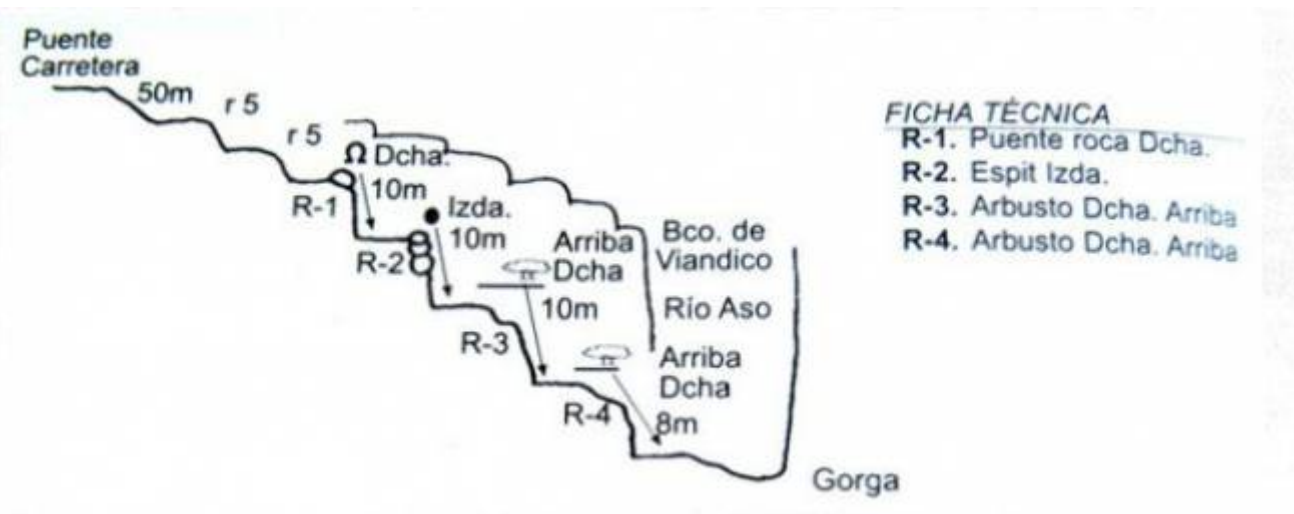 Puente
Carretera
50m
r 5
r 5
Ω Dcha.
10m
R-1
Izda.
10m
R-2
Arriba
Dcha
10m
R-3
Bco. de
Viandico
Río Aso
Arriba
Dcha
8m
R-4
Gorga
FICHA TÉCNICA
R-1. Puente roca Dcha.
R-2. Espit Izda.
R-3. Arbusto Dcha. Arriba
R-4. Arbusto Dcha. Arriba